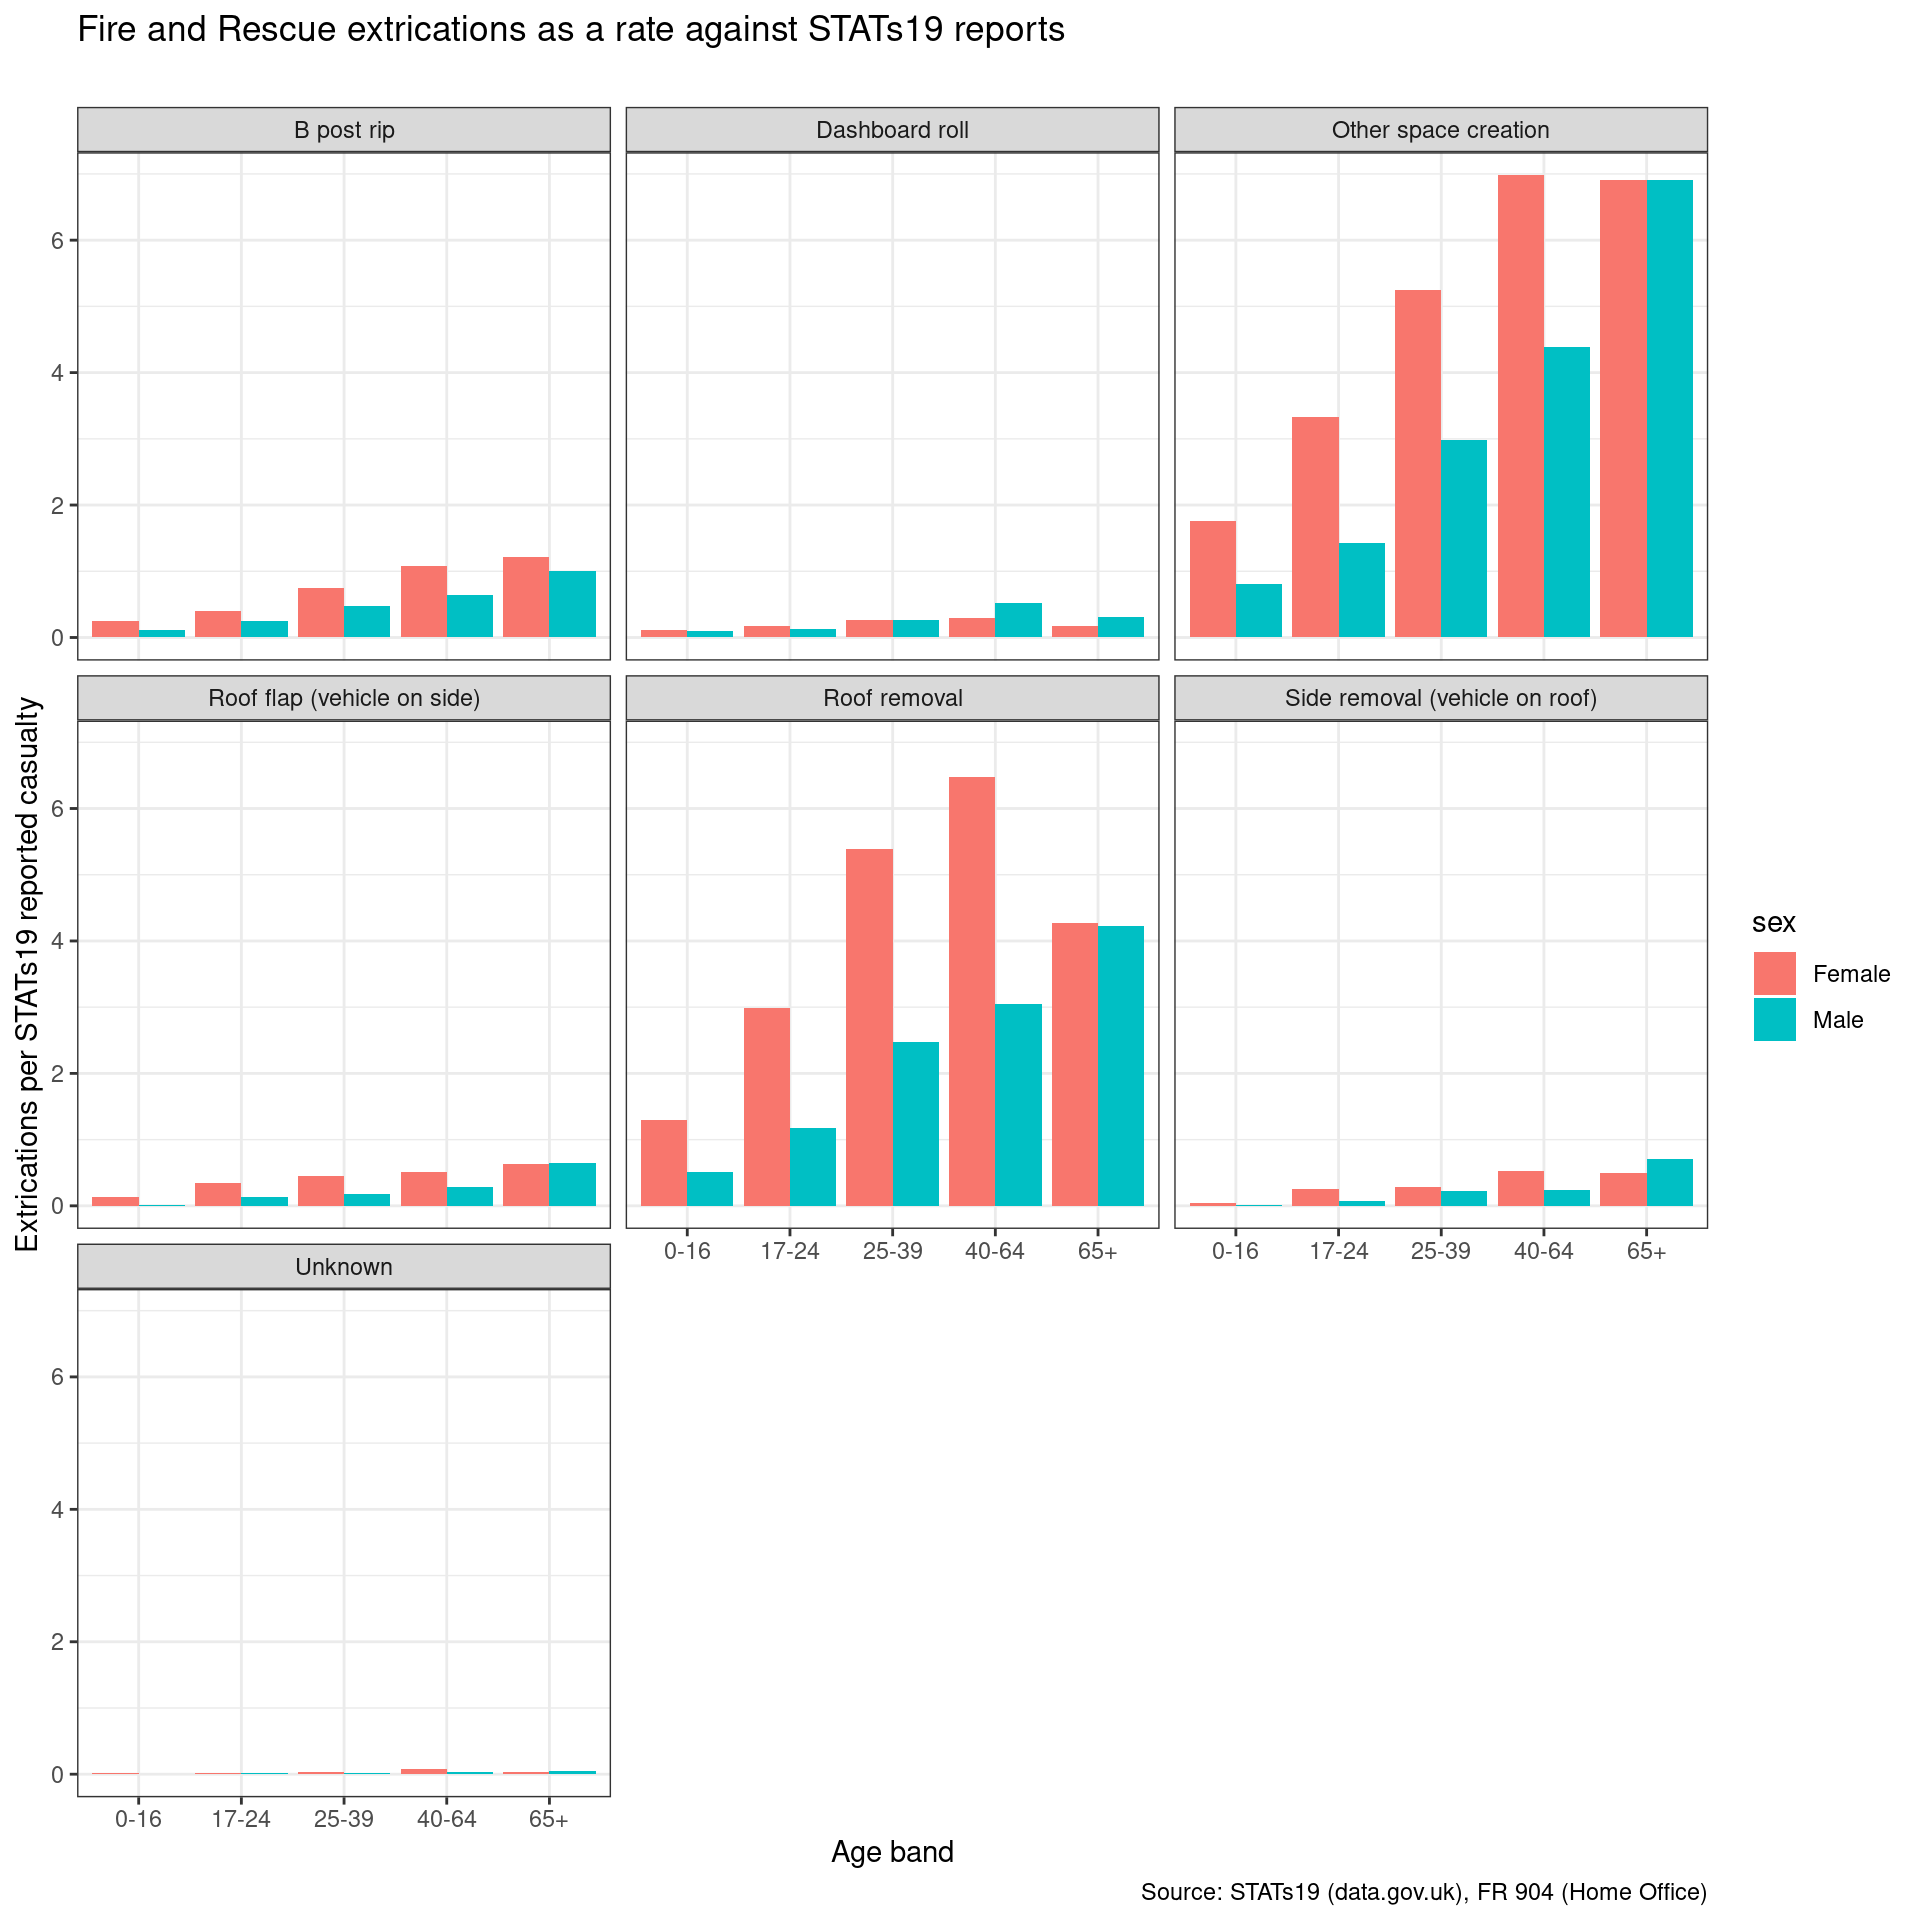 Fire and Rescue extrications as a rate against STATs19 reports
B post rip
Dashboard roll
Other space creation
6
4
2
0
Roof flap (vehicle on side)
Roof removal
Side removal (vehicle on roof)
6
4
2
0
0-16 17-24 25-39 40-64 65+
0-16 17-24 25-39 40-64 65+
Unknown
6
4
2
0
0-16 17-24 25-39 40-64 65+
Extrications per STATs19 reported casualty
Age band
sex
Female
Male
Source: STATs19 (data.gov.uk), FR 904 (Home Office)